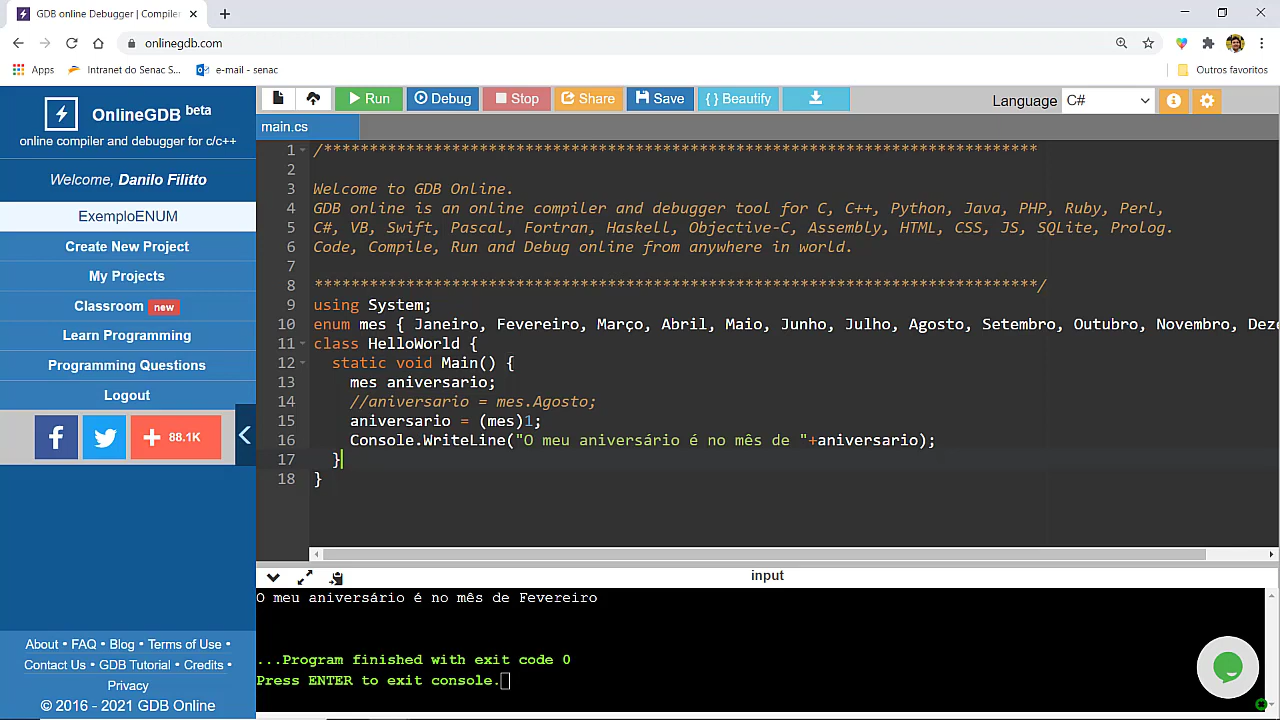 GDB online Debugger | Compiler
onlinegdb.com
Apps
Intranet do Senac S...
e-mail - senac
Outros favoritos
OnlineGDB beta
online compiler and debugger for c/c++
Welcome, Danilo Filitto
ExemploENUM
Create New Project
My Projects
Classroom new
Learn Programming
Programming Questions
Logout
88.1K
About • FAQ • Blog • Terms of Use •
Contact Us • GDB Tutorial • Credits •
Privacy
© 2016 - 2021 GDB Online
Run Debug Stop Share Save { } Beautify
Language C#
main.cs
1 /******************************************************************************
2
3 Welcome to GDB Online.
4 GDB online is an online compiler and debugger tool for C, C++, Python, Java, PHP, Ruby, Perl,
5 C#, VB, Swift, Pascal, Fortran, Haskell, Objective-C, Assembly, HTML, CSS, JS, SQLite, Prolog.
6 Code, Compile, Run and Debug online from anywhere in world.
7
8 *******************************************************************************/
9 using System;
10 enum mes { Janeiro, Fevereiro, Março, Abril, Maio, Junho, Julho, Agosto, Setembro, Outubro, Novembro, Deze
11 class HelloWorld {
12 static void Main() {
13 mes aniversario;
14 //aniversario = mes.Agosto;
15 aniversario = (mes)1;
16 Console.WriteLine("O meu aniversário é no mês de "+aniversario);
17 }
18 }
input
O meu aniversário é no mês de Fevereiro
...Program finished with exit code 0
Press ENTER to exit console.